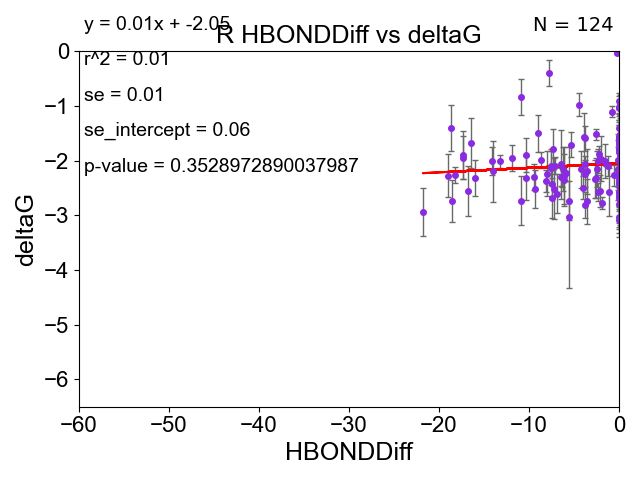 y = 0.01x + -2.05
N = 124
R HBONDDiff vs deltaG
r^2 = 0.01
se = 0.01
se_intercept = 0.06
p-value = 0.3528972890037987
deltaG
0
−1
−2
−3
−4
−5
−6
−60
−50
−40
−30
−20
−10
0
HBONDDiff